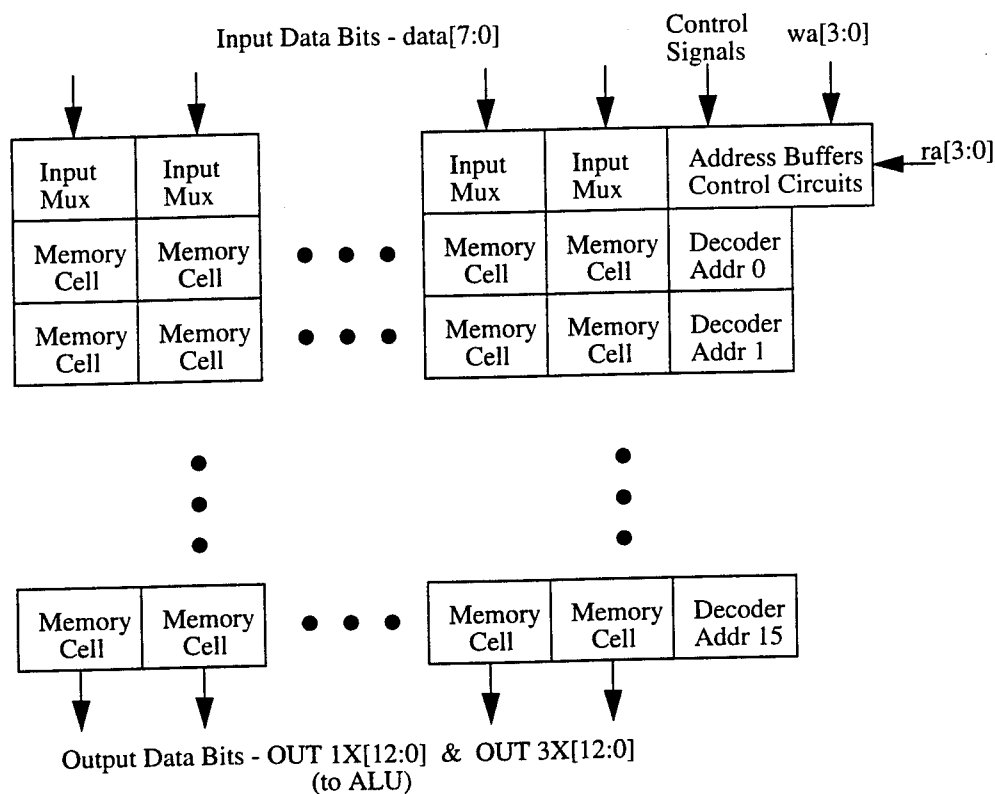 Input Data Bits - data[7:0]
Control
Signals
wa[3:0]
Input
Mux
Input
Mux
Input
Mux
Input
Mux
Address Buffers
Control Circuits
ra[3:0]
Memory
Cell
Memory
Cell
Memory
Cell
Memory
Cell
Decoder
Addr 0
Memory
Cell
Memory
Cell
Memory
Cell
Memory
Cell
Decoder
Addr 1
Memory
Cell
Memory
Cell
Memory
Cell
Memory
Cell
Decoder
Addr 15
Output Data Bits - OUT 1X[12:0] & OUT 3X[12:0]
(to ALU)